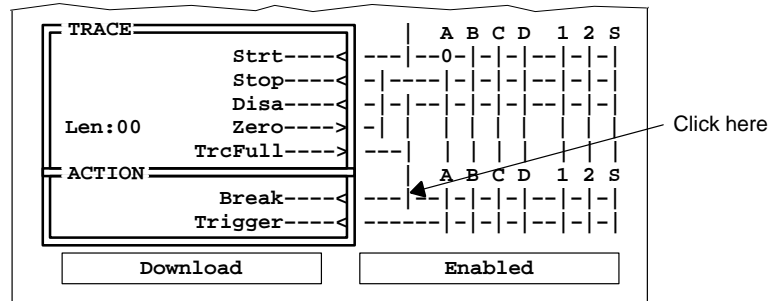 TRACE A B C D 1 2 S
Strt----< ---|--0-|-|-|--|-|-|
Stop----< -|----|-|-|-|--|-|-|
Disa----< -|-|--|-|-|-|--|-|-|
Len:00 Zero----< -| | | | | | | | |
Click here
TrcFull----> ---| | | | | | | |
ACTION A B C D 1 2 S
Break----< ---|--|-|-|-|--|-|-|
Trigger----< ------|-|-|-|--|-|-|
Download Enabled